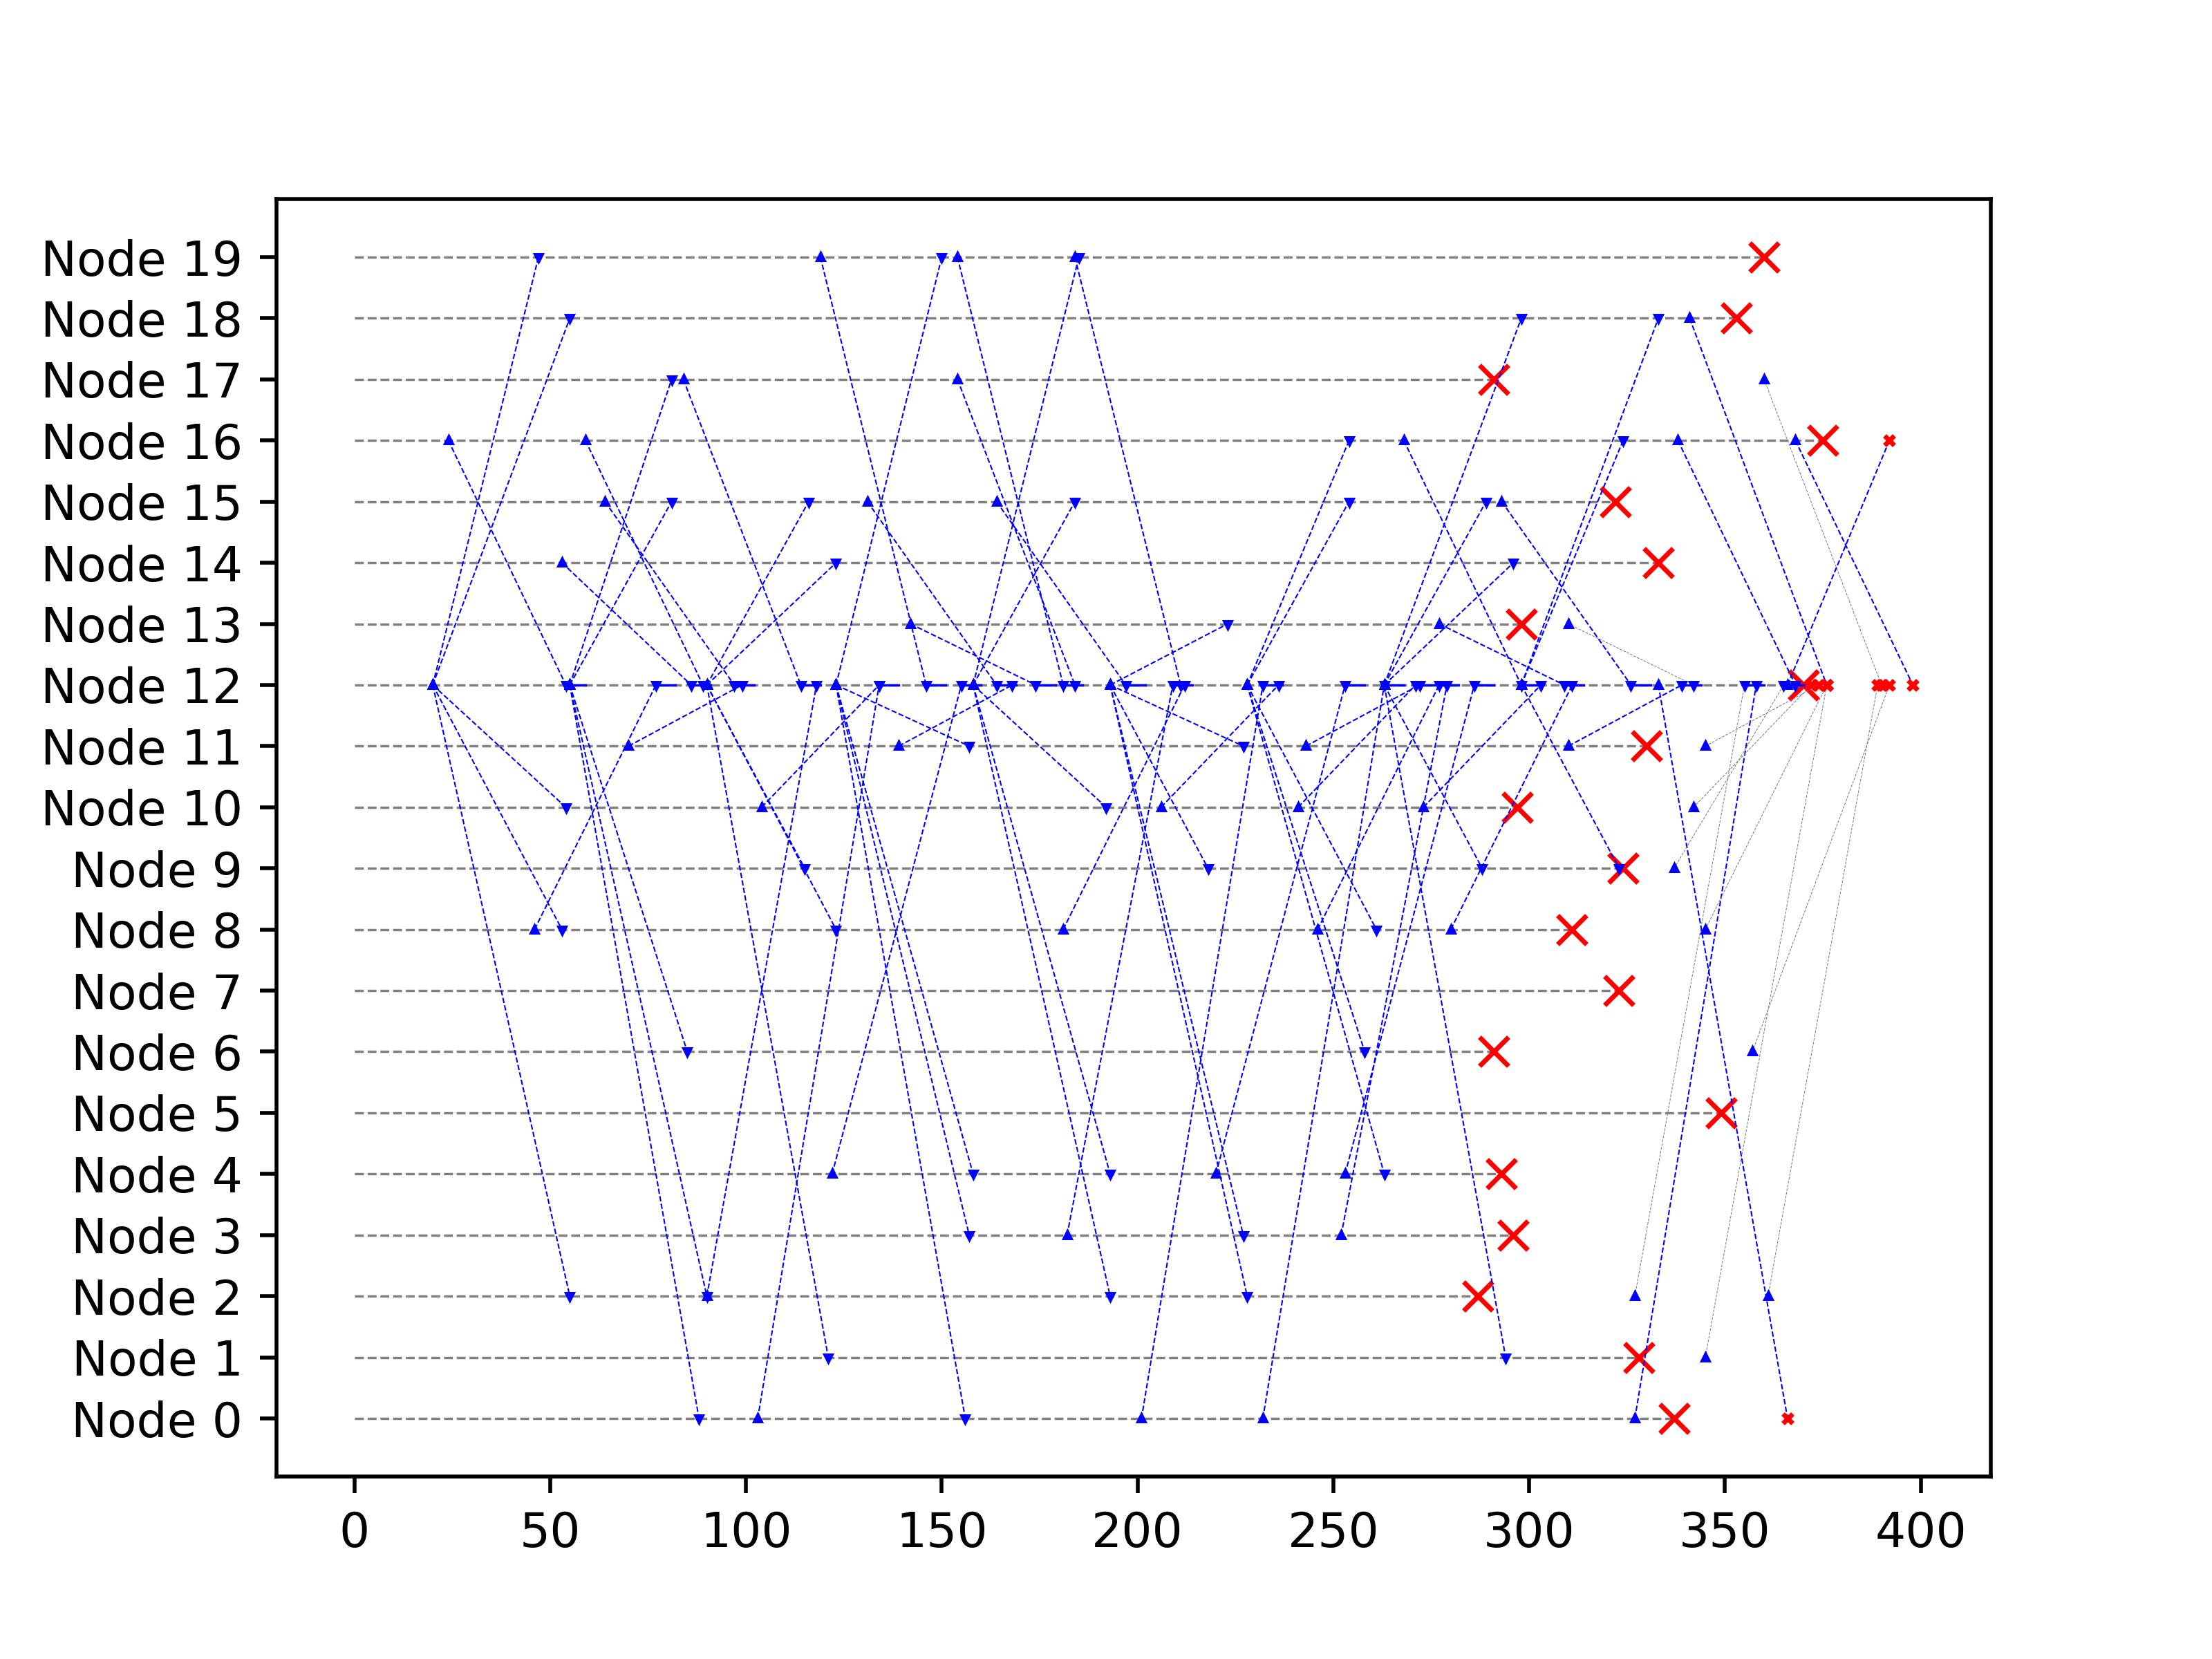 Node 19
Node 18
Node 17
Node 16
Node 15
Node 14
Node 13
Node 12
Node 11
Node 10
Node 9
Node 8
Node 7
Node 6
Node 5
Node 4
Node 3
Node 2
Node 1
Node 0
0 50 100 150 200 250 300 350 400